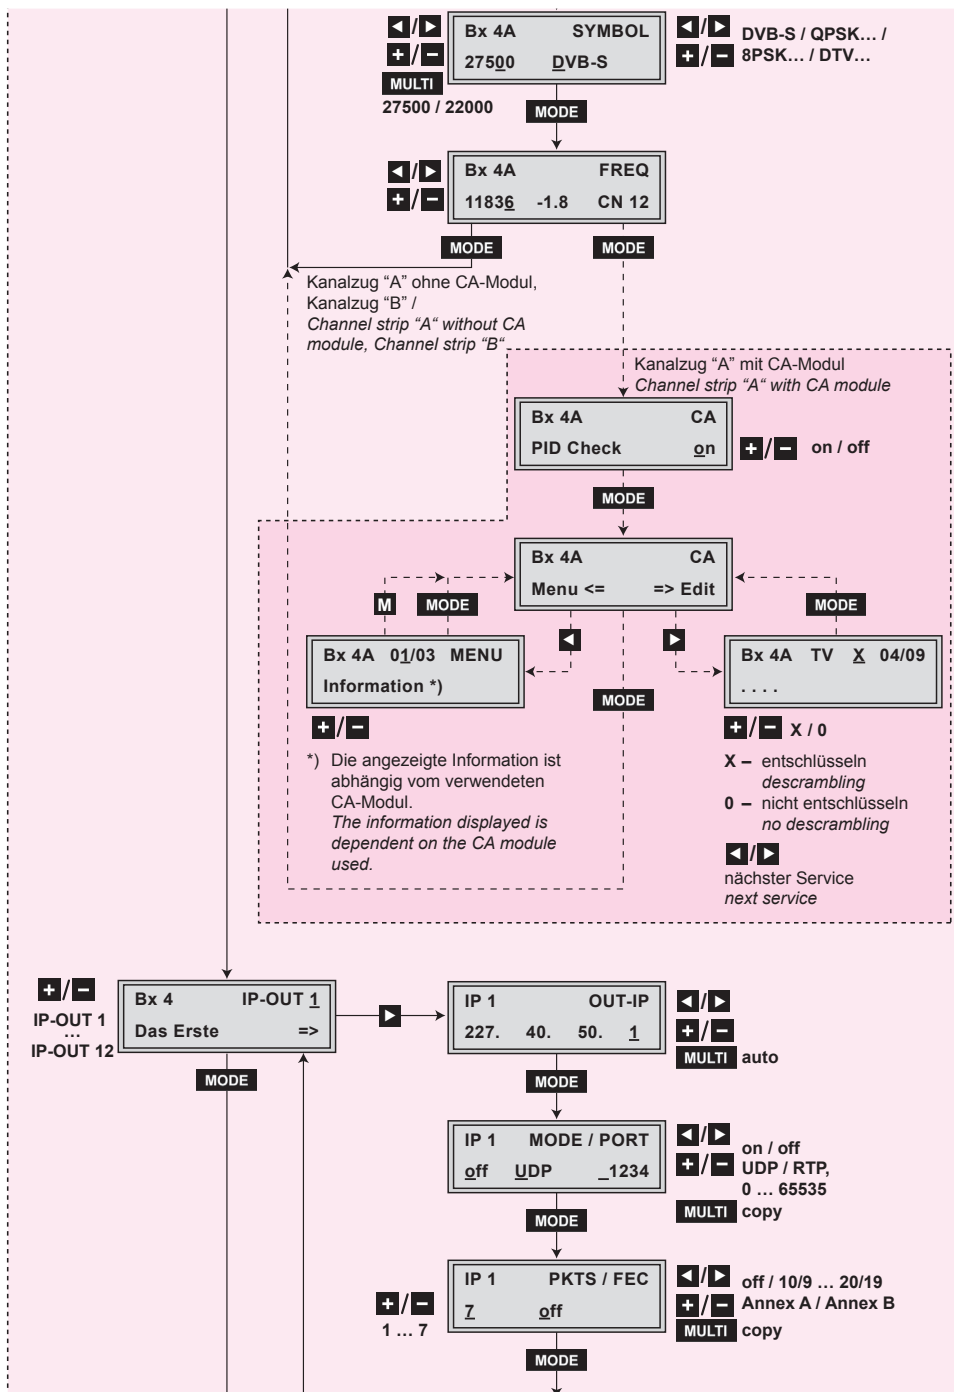 ◄/► Bx 4A SYMBOL ◄/► DVB-S / QPSK… /
+/− 27500 DVB-S +/− 8PSK… / DTV…
MULTI
27500 / 22000
MODE
◄/► Bx 4A FREQ
+/− 11836 -1.8 CN 12
MODE MODE
Kanalzug “A” ohne CA-Modul,
Kanalzug “B” /
Channel strip “A“ without CA
module, Channel strip “B“
Kanalzug “A” mit CA-Modul
Channel strip “A“ with CA module
Bx 4A CA
PID Check on +/− on / off
MODE
Bx 4A CA
Menu <= => Edit
M MODE MODE
◄ ►
Bx 4A 01/03 MENU
Information *)
Bx 4A TV X 04/09
. . . .
MODE
+/−
+/− X / 0
*) Die angezeigte Information ist
abhängig vom verwendeten
CA-Modul.
The information displayed is
dependent on the CA module
used.
X – entschlüsseln
descrambling
0 – nicht entschlüsseln
no descrambling
◄/►
nächster Service
next service
+/−
IP-OUT 1
…
IP-OUT 12
Bx 4 IP-OUT 1
Das Erste =>
MODE
►
IP 1 OUT-IP
227. 40. 50. 1
◄/►
+/−
MULTI auto
MODE
IP 1 MODE / PORT
off UDP _1234
◄/► on / off
+/− UDP / RTP,
0 … 65535
MULTI copy
MODE
IP 1 PKTS / FEC
7 off
+/−
1 … 7
◄/► off / 10/9 … 20/19
+/− Annex A / Annex B
MULTI copy
MODE